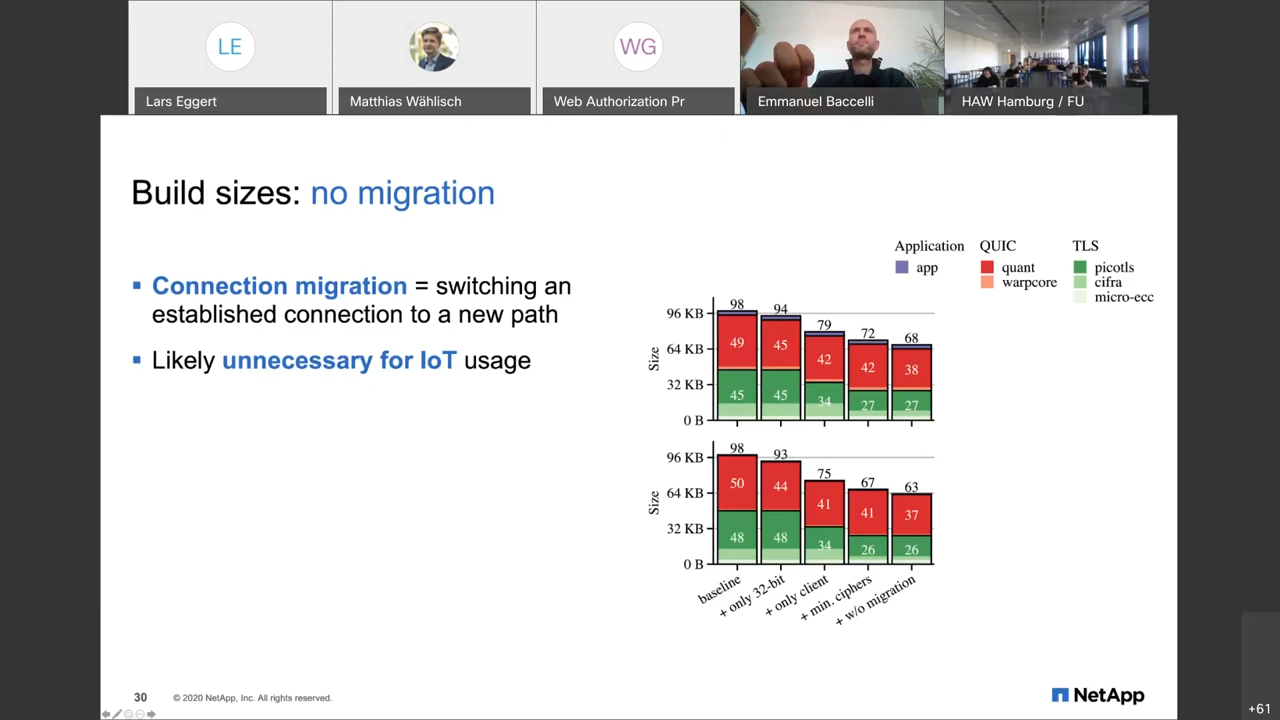 LE
WG
Lars Eggert
Matthias Wählisch
Web Authorization Pr
Emmanuel Baccelli
HAW Hamburg / FU
Build sizes: no migration
Connection migration = switching an
established connection to a new path
Likely unnecessary for IoT usage
Application
QUIC
TLS
app
quant
warpcore
picotls
cifra
micro-ecc
Size
96 KB
64 KB
32 KB
0 B
98
94
79
72
68
49
45
42
42
38
45
45
34
27
27
Size
96 KB
64 KB
32 KB
0 B
98
93
75
67
63
50
44
41
41
37
48
48
34
26
26
baseline
+ only 32-bit
+ only client
+ min. ciphers
+ w/o migration
30
© 2020 NetApp, Inc. All rights reserved.
NetApp
+61